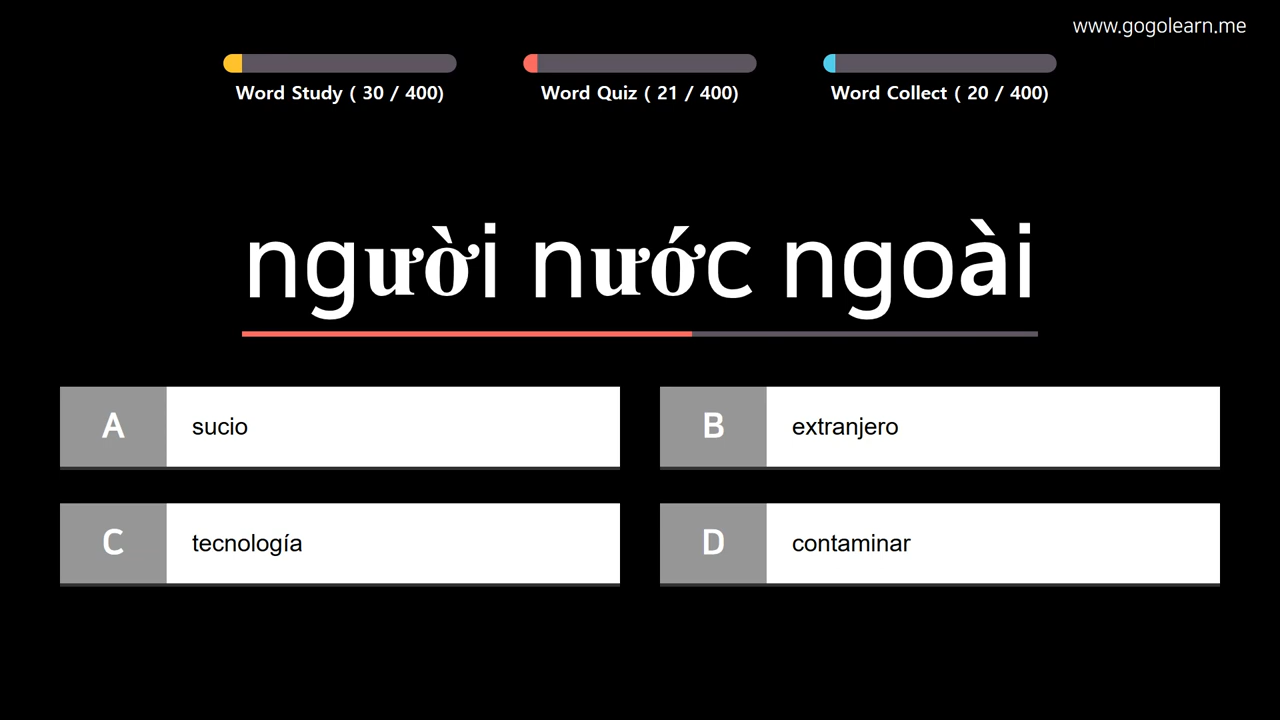 www.gogolearn.me
Word Study ( 30 / 400)
Word Quiz ( 21 / 400)
Word Collect ( 20 / 400)
người nước ngoài
A
sucio
B
extranjero
C
tecnología
D
contaminar